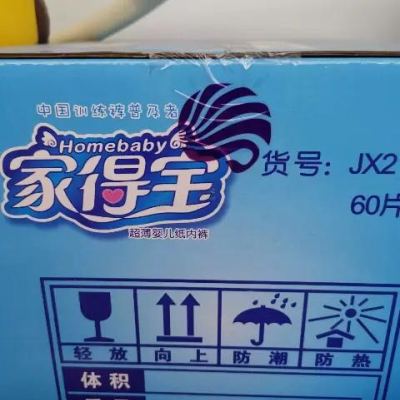 中国训练裤普及者
Homebaby
家得宝
超薄婴儿纸内裤
货号：JX2
60片
轻放 向上 防潮 防热
体积